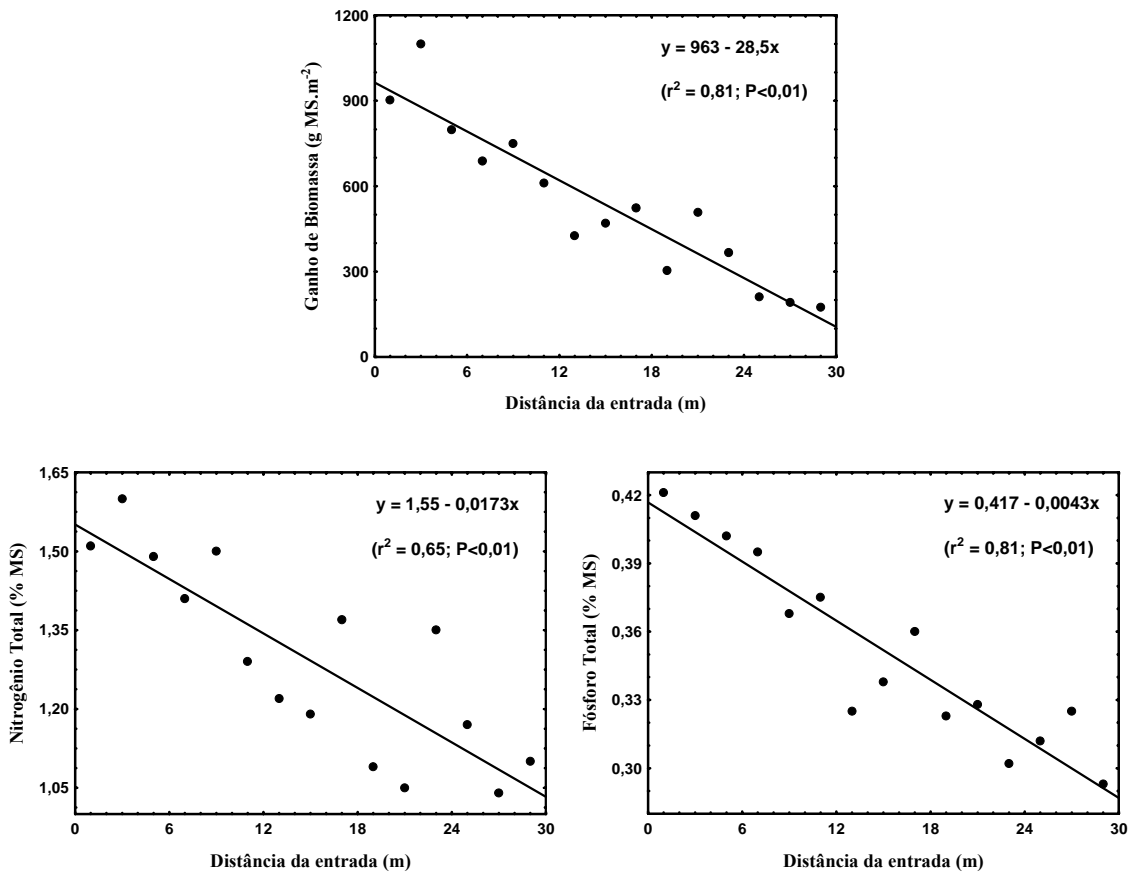 1200
900
600
300
0
Ganho de Biomassa (g MS.m-2)
y = 963 - 28,5x
(r2 = 0,81; P<0,01)
0 6 12 18 24 30
Distância da entrada (m)
1,65
1,50
1,35
1,20
1,05
Nitrogênio Total (% MS)
y = 1,55 - 0,0173x
(r2 = 0,65; P<0,01)
0 6 12 18 24 30
Distância da entrada (m)
0,42
0,39
0,36
0,33
0,30
Fósforo Total (% MS)
y = 0,417 - 0,0043x
(r2 = 0,81; P<0,01)
0 6 12 18 24 30
Distância da entrada (m)